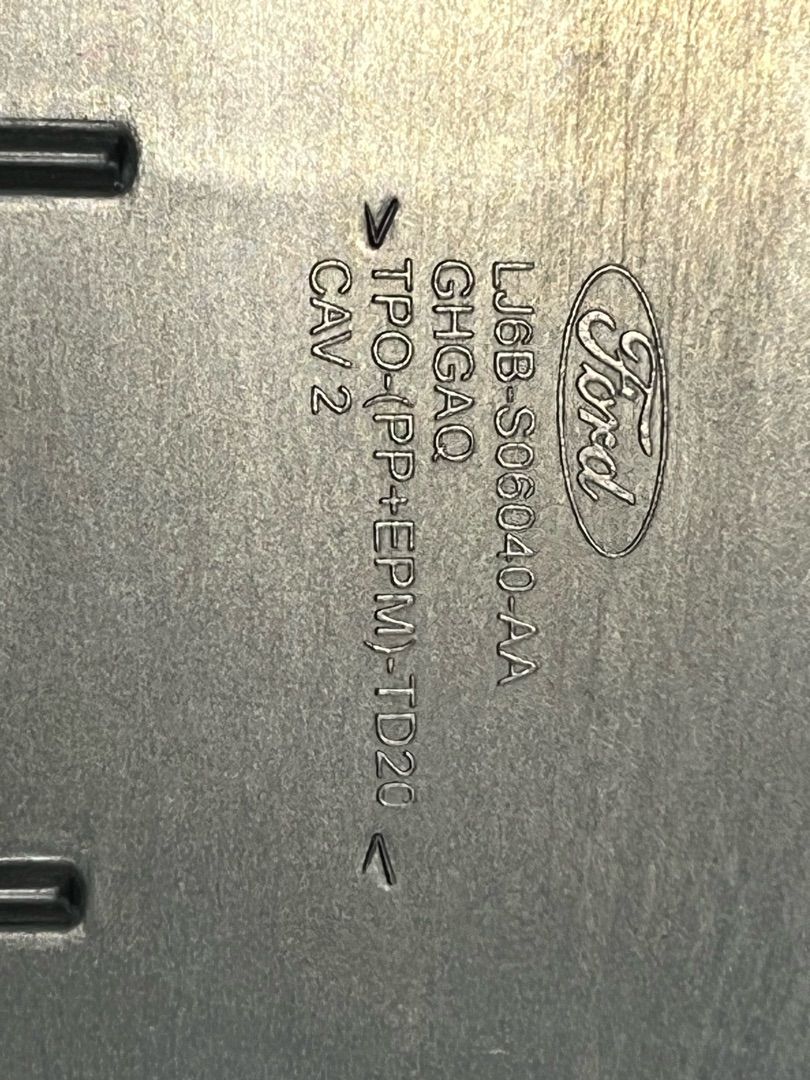 Ford
LJ6B-S06040-AA
GHGAQ
>TPO-(PP+EPM)-TD20<
CAV 2